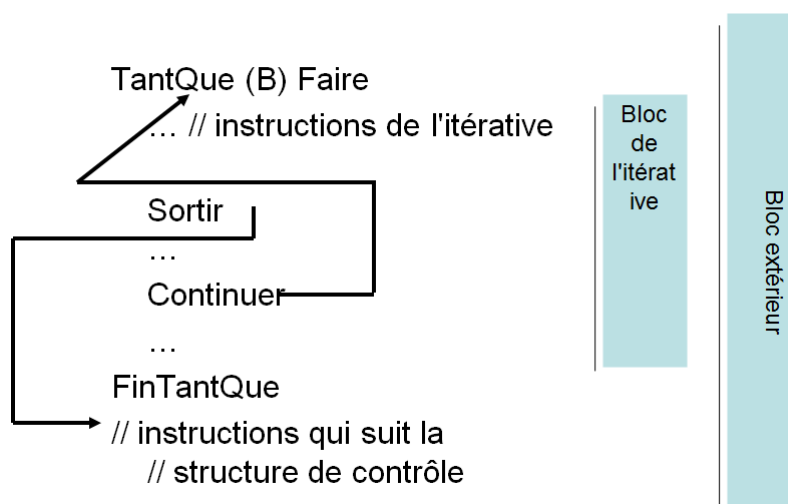 TantQue (B) Faire
… // instructions de l'itérative
Sortir
…
Continuer
…
FinTantQue
// instructions qui suit la
// structure de contrôle
Bloc
de
l'itérat
ive
Bloc extérieur